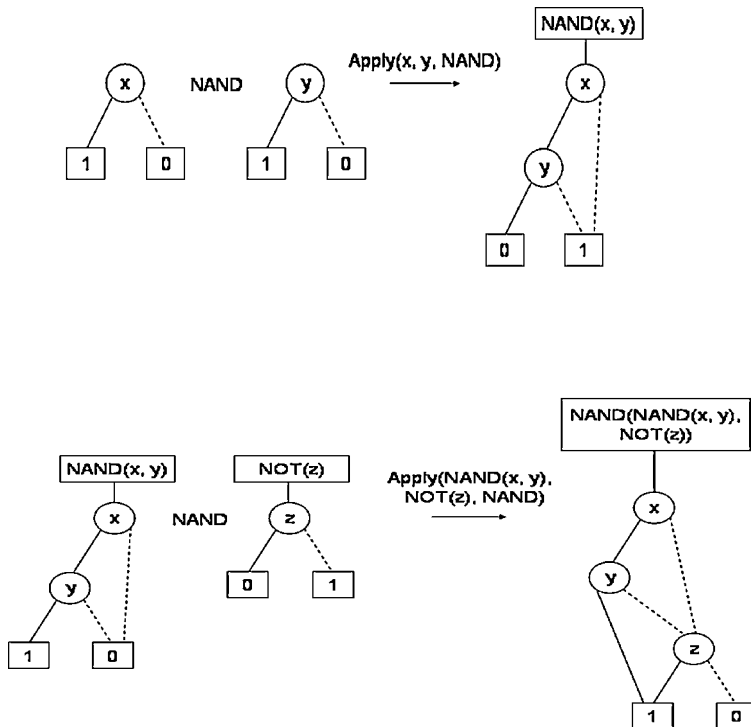 NAND(x, y)
Apply(x, y, NAND)
x NAND y x
1 0 1 0
y
0 1
NAND(NAND(x, y),
NOT(z))
NAND(x, y) NOT(z) Apply(NAND(x, y),
NOT(z), NAND)
x NAND z x
y 0 1 y
1 0 z
1 0